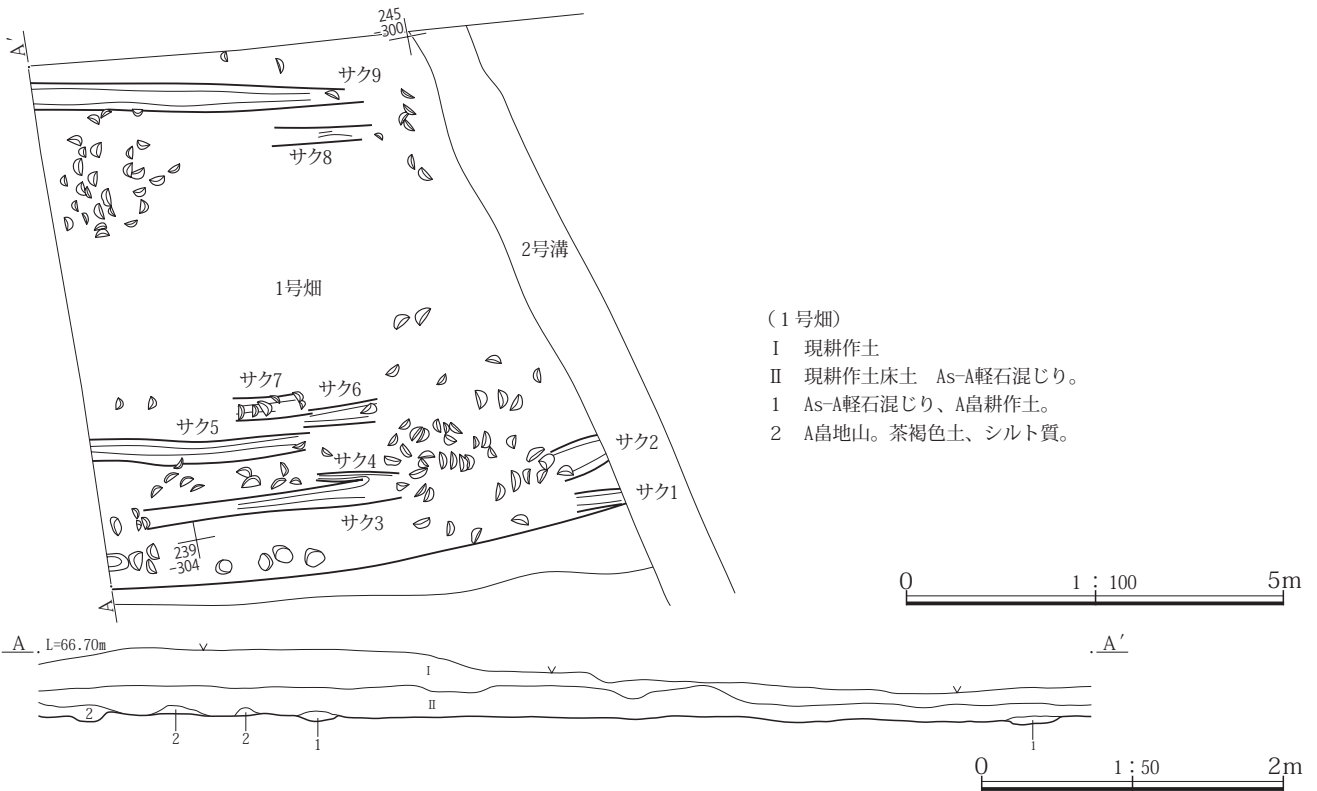 245
-300
A′
サク9
サク8
2号溝
1号畑
サク7
サク6
サク5
サク2
サク4
サク1
サク3
239
-304
A
（1号畑）
Ⅰ　現耕作土
Ⅱ　現耕作土床土　As-A軽石混じり。
1　As-A軽石混じり、A畠耕作土。
2　A畠地山。茶褐色土、シルト質。
0　1：100　5m
A　L=66.70m　A′
Ⅰ
Ⅱ
2
2
2
1
1
0　1：50　2m